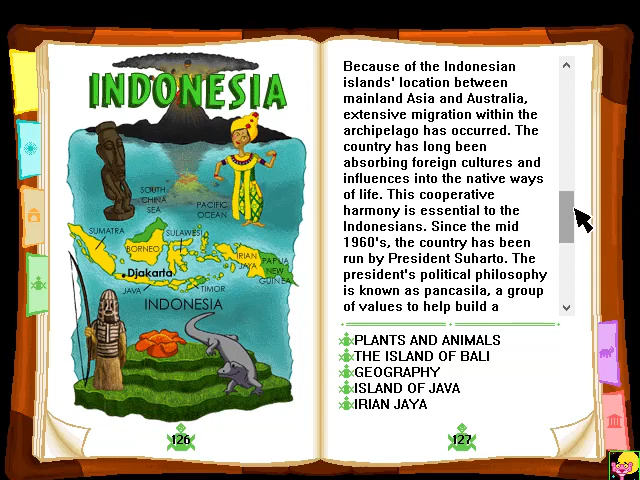 INDONESIA
SOUTH
CHINA
SEA
PACIFIC
OCEAN
SUMATRA
SULAWESI
BORNEO
IRIAN
JAYA
PAPUA
NEW
GUINEA
Djakarta
JAVA
TIMOR
INDONESIA
126
Because of the Indonesian
islands' location between
mainland Asia and Australia,
extensive migration within the
archipelago has occurred. The
country has long been
absorbing foreign cultures and
influences into the native ways
of life. This cooperative
harmony is essential to the
Indonesians. Since the mid
1960's, the country has been
run by President Suharto. The
president's political philosophy
is known as pancasila, a group
of values to help build a
PLANTS AND ANIMALS
THE ISLAND OF BALI
GEOGRAPHY
ISLAND OF JAVA
IRIAN JAYA
127